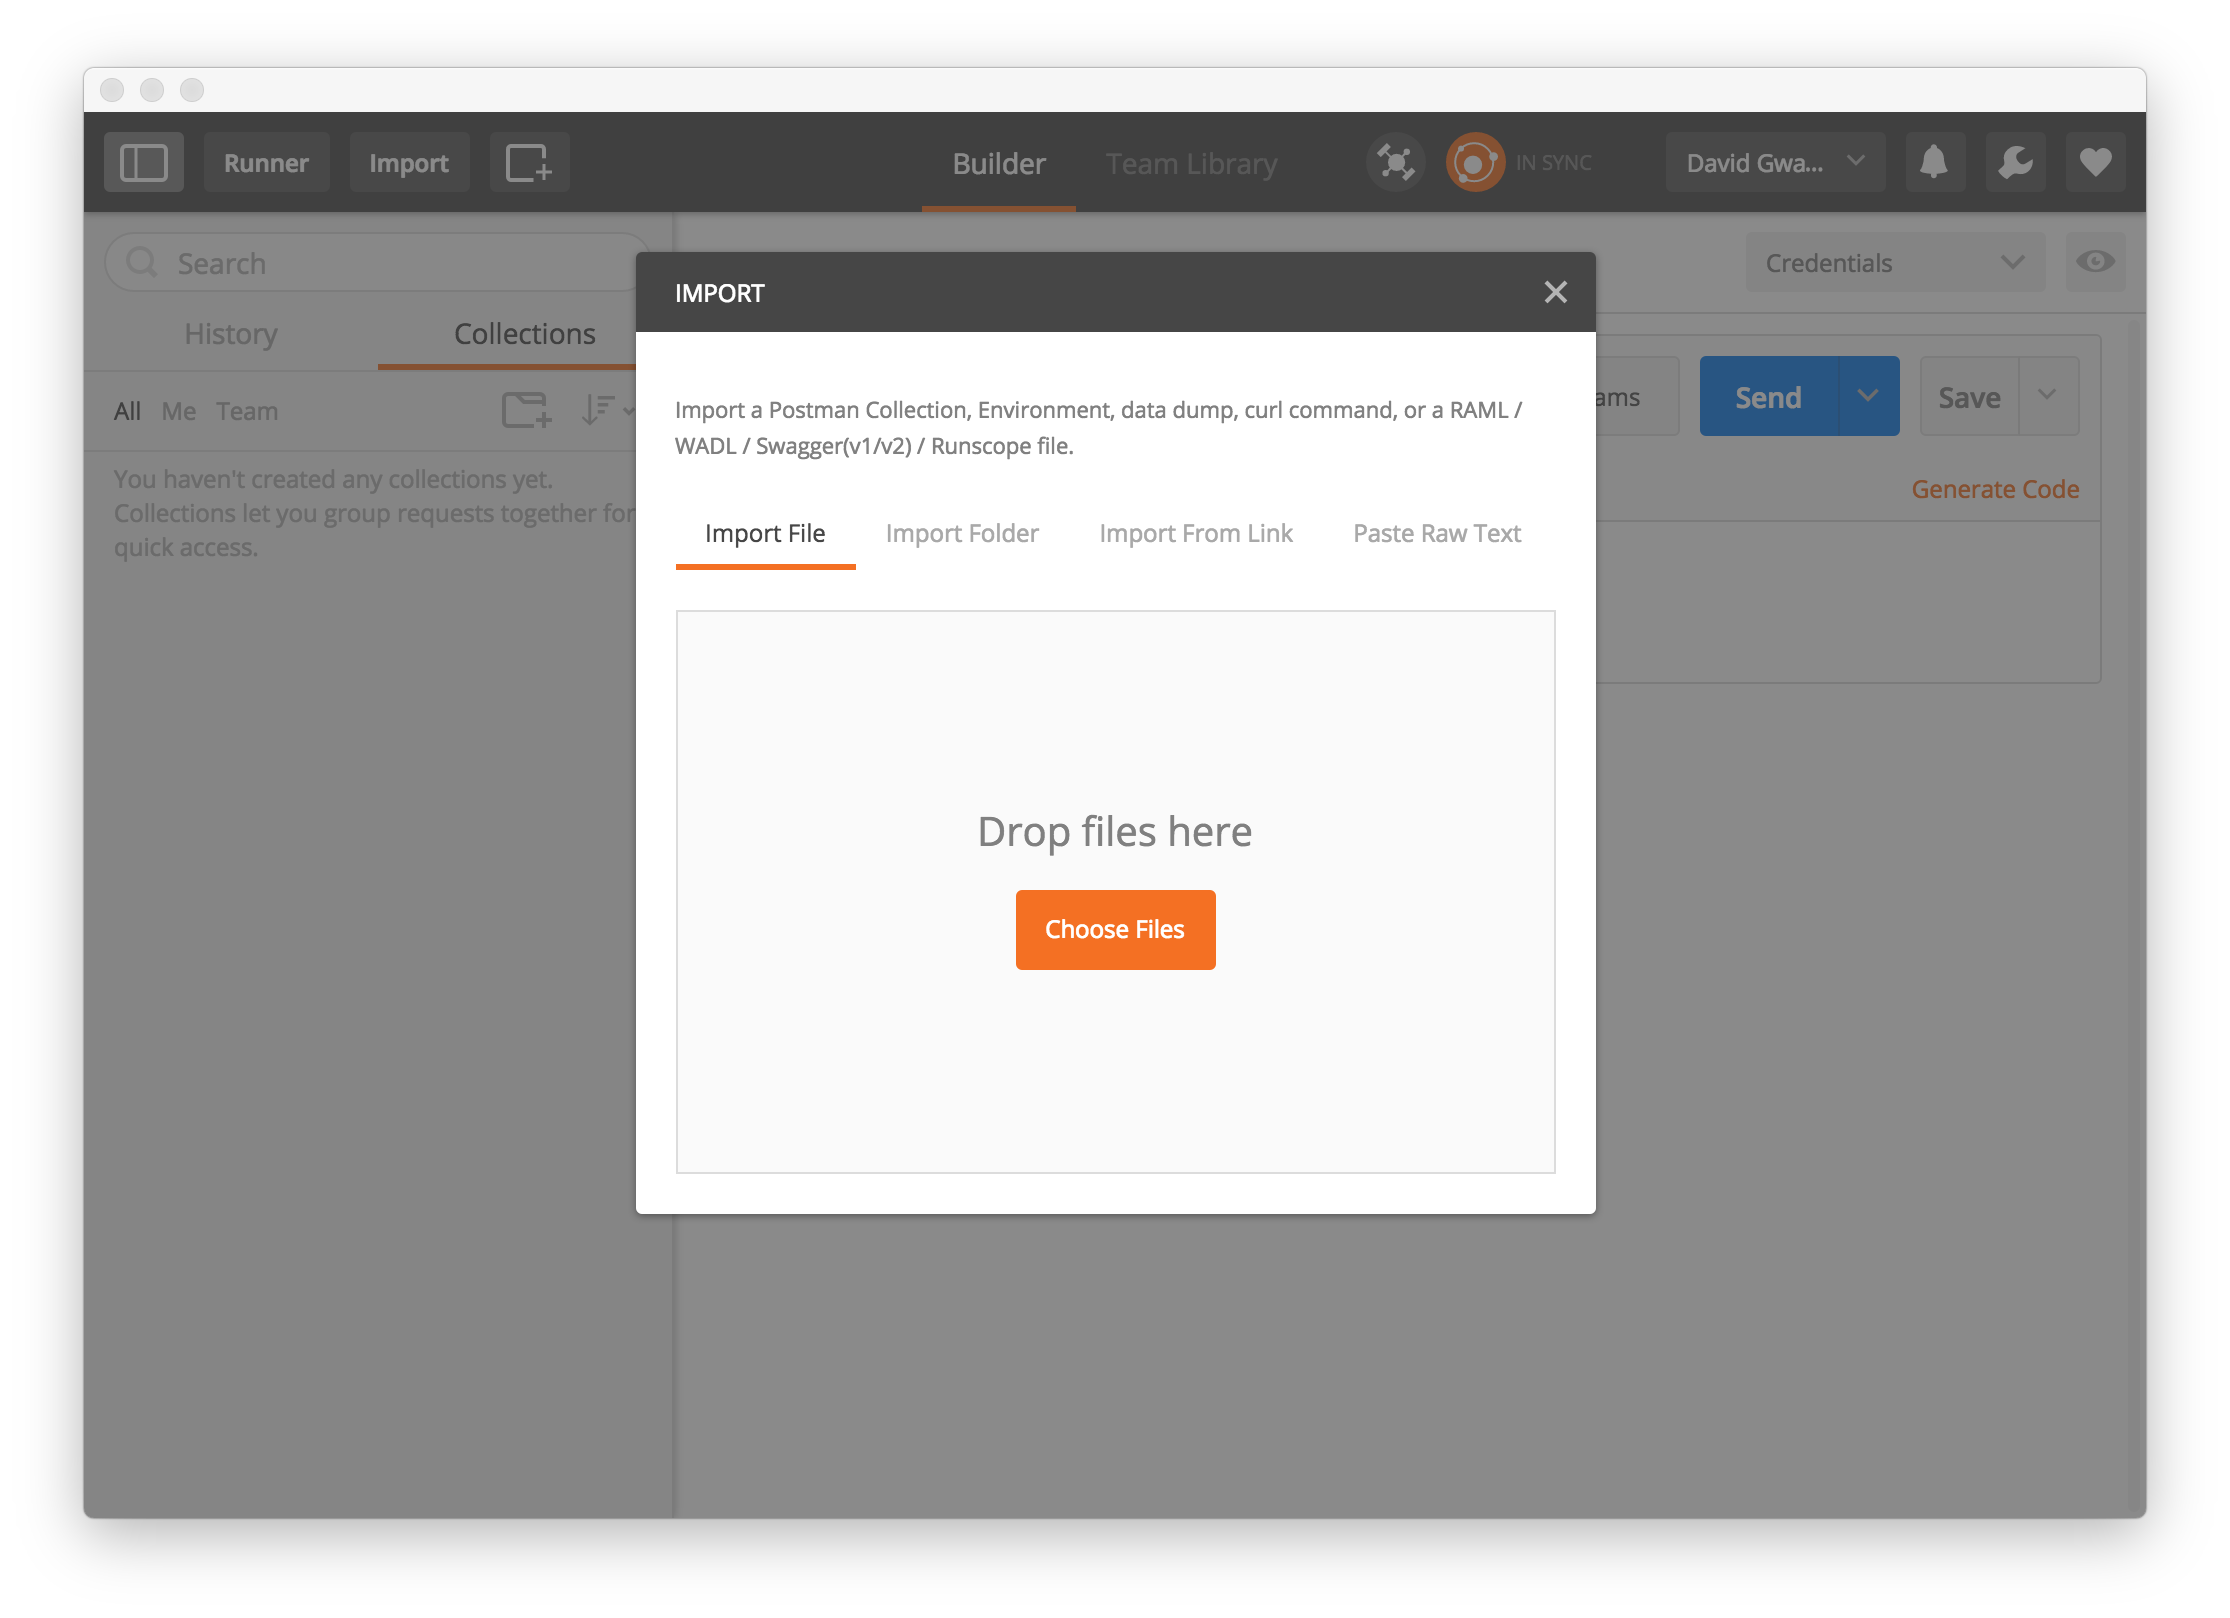 Runner
Import
Builder
Team Library
IN SYNC
David Gwa...
Search
Credentials
History
Collections
All
Me
Team
You haven't created any collections yet.
Collections let you group requests together for
quick access.
ams
Send
Save
Generate Code
IMPORT
Import a Postman Collection, Environment, data dump, curl command, or a RAML /
WADL / Swagger(v1/v2) / Runscope file.
Import File
Import Folder
Import From Link
Paste Raw Text
Drop files here
Choose Files